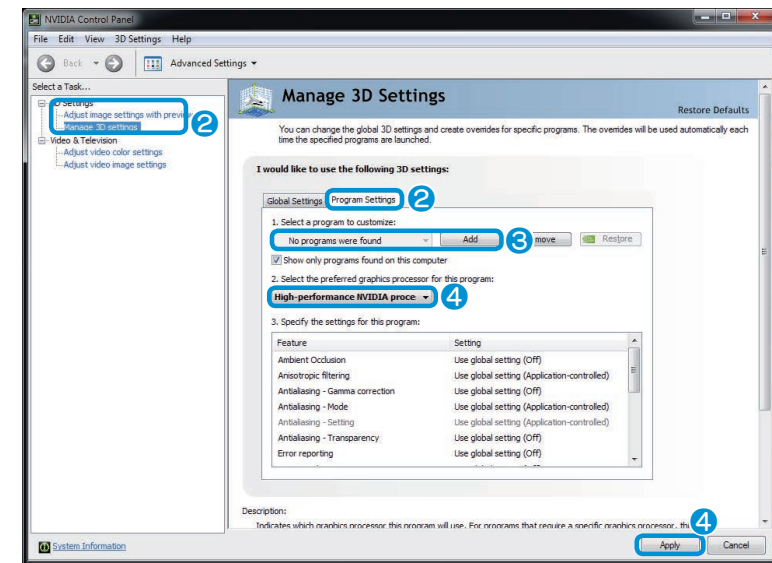 NVIDIA Control Panel
File Edit View 3D Settings Help
Back Advanced Settings
Select a Task...
3D Settings
Adjust image settings with preview
Manage 3D settings
Video & Television
Adjust video color settings
Adjust video image settings
2
Manage 3D Settings
Restore Defaults
You can change the global 3D settings and create overrides for specific programs. The overrides will be used automatically each
time the specified programs are launched.
I would like to use the following 3D settings:
Global Settings Program Settings 2
1. Select a program to customize:
No programs were found Add 3 move Restore
Show only programs found on this computer
2. Select the preferred graphics processor for this program:
High-performance NVIDIA proce 4
3. Specify the settings for this program:
Feature Setting
Ambient Occlusion Use global setting (Off)
Anisotropic filtering Use global setting (Application-controlled)
Antialiasing - Gamma correction Use global setting (Off)
Antialiasing - Mode Use global setting (Application-controlled)
Antialiasing - Setting Use global setting (Application-controlled)
Antialiasing - Transparency Use global setting (Off)
Error reporting Use global setting (Off)
Description:
Indicates which graphics processor this program will use. For programs that require a specific graphics processor, 4
System Information Apply Cancel